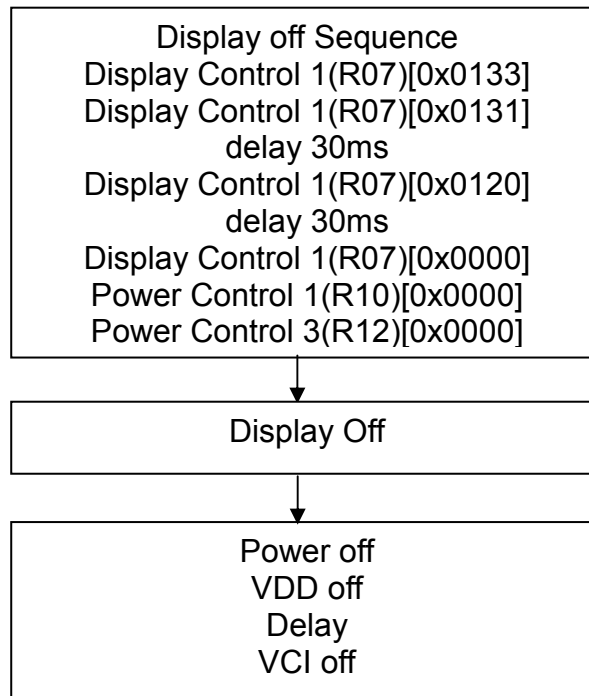 Display off Sequence
Display Control 1(R07)[0x0133]
Display Control 1(R07)[0x0131]
delay 30ms
Display Control 1(R07)[0x0120]
delay 30ms
Display Control 1(R07)[0x0000]
Power Control 1(R10)[0x0000]
Power Control 3(R12)[0x0000]
Display Off
Power off
VDD off
Delay
VCI off